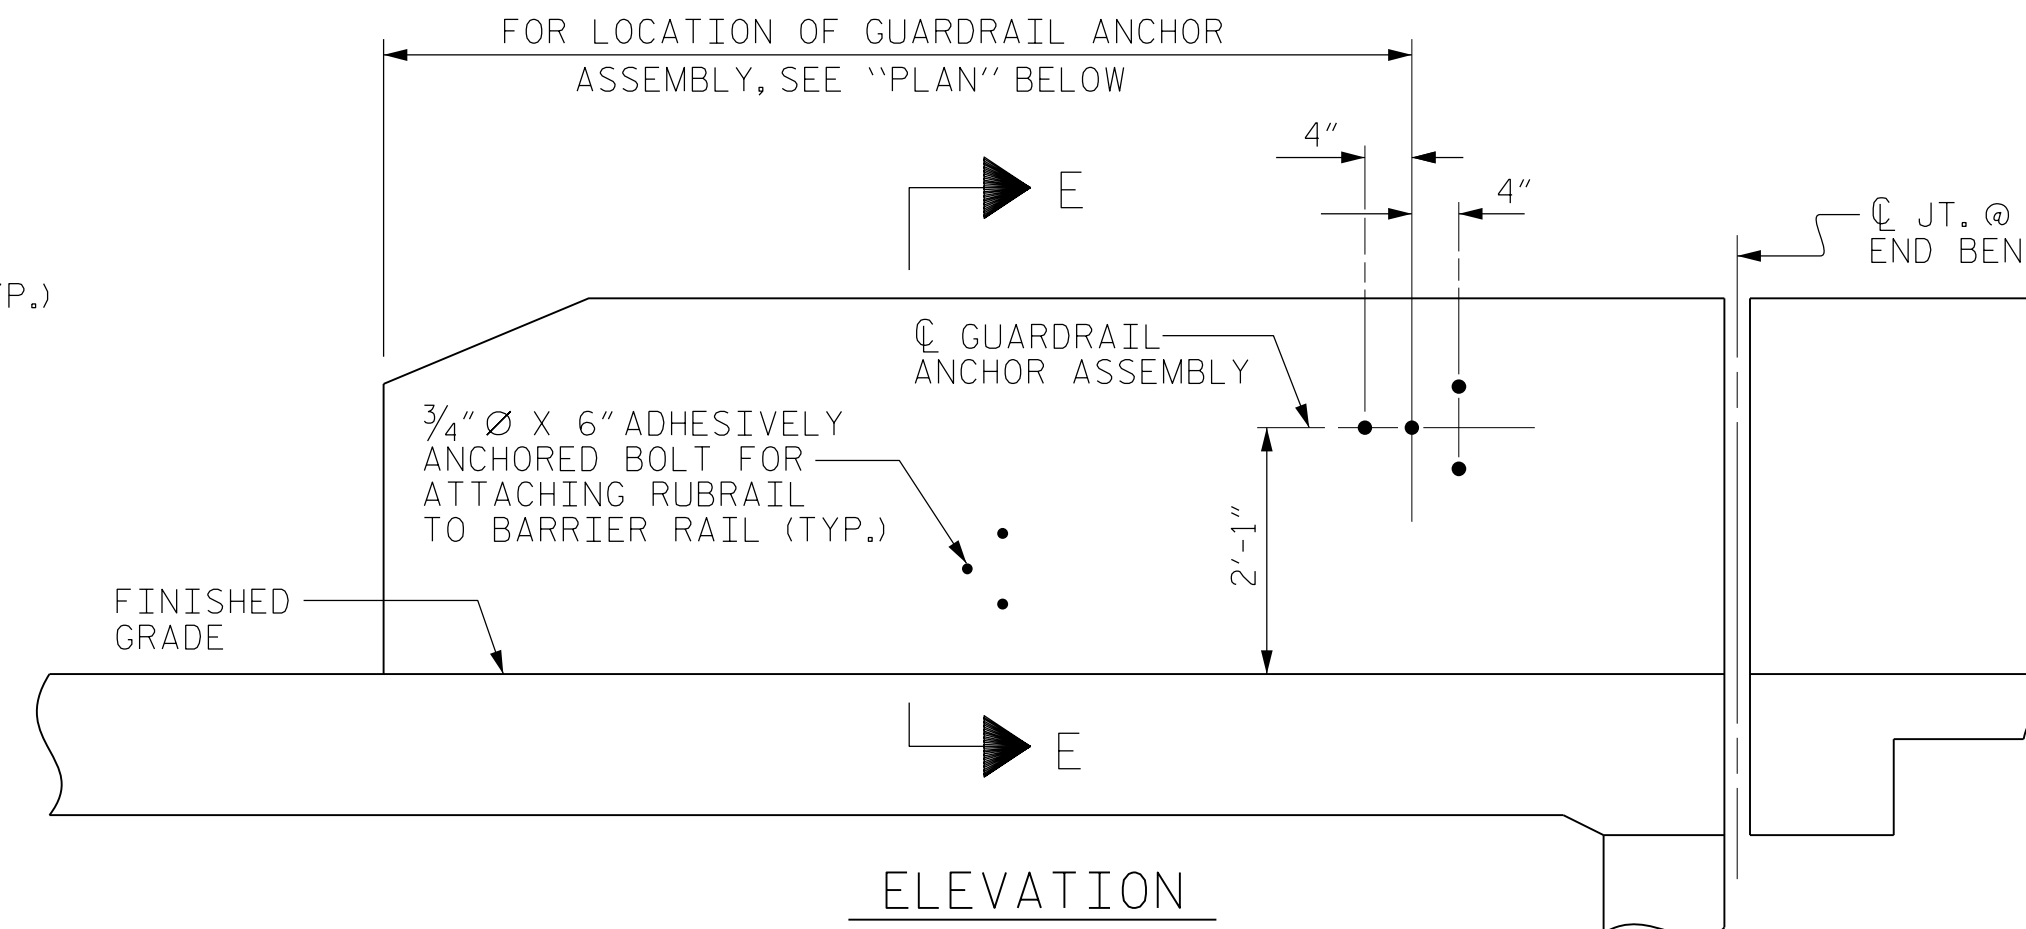 FOR LOCATION OF GUARDRAIL ANCHOR
ASSEMBLY, SEE "PLAN" BELOW
4"
4"
E
℄ JT. @
END BEN
P.)
℄ GUARDRAIL
ANCHOR ASSEMBLY
3/4" Ø X 6" ADHESIVELY
ANCHORED BOLT FOR
ATTACHING RUBRAIL
TO BARRIER RAIL (TYP.)
2'-1"
FINISHED
GRADE
E
ELEVATION